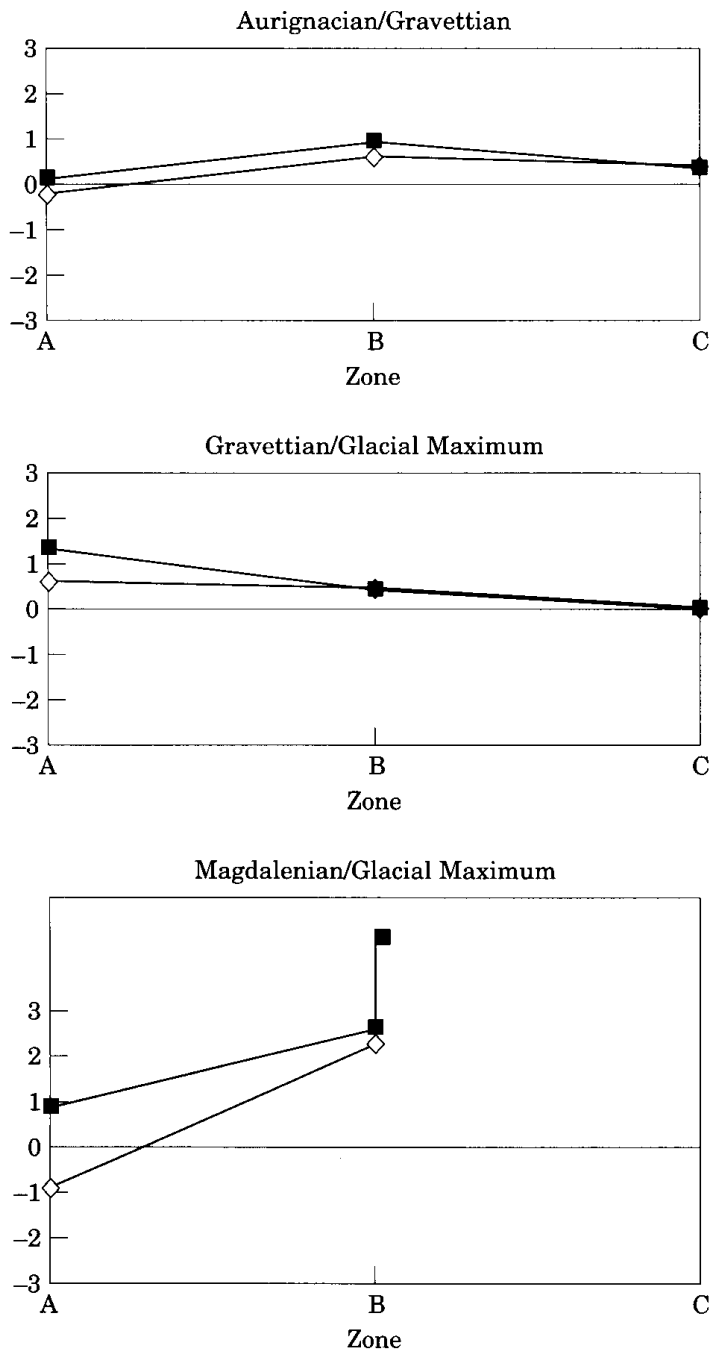 Aurignacian/Gravettian
3
2
1
0
−1
−2
−3
A B C
Zone
Gravettian/Glacial Maximum
3
2
1
0
−1
−2
−3
A B C
Zone
Magdalenian/Glacial Maximum
3
2
1
0
−1
−2
−3
A B C
Zone